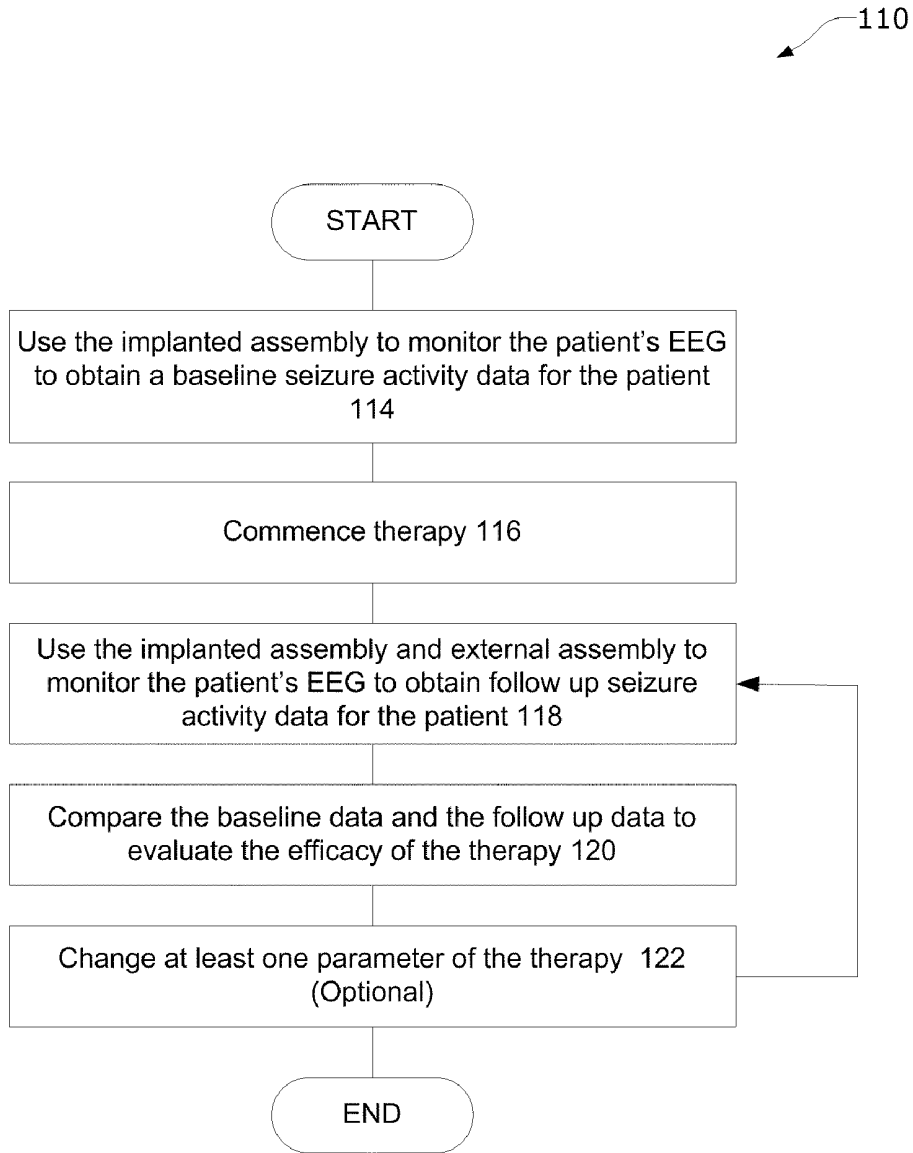 110
START
Use the implanted assembly to monitor the patient's EEG
to obtain a baseline seizure activity data for the patient
114
Commence therapy 116
Use the implanted assembly and external assembly to
monitor the patient's EEG to obtain follow up seizure
activity data for the patient 118
Compare the baseline data and the follow up data to
evaluate the efficacy of the therapy 120
Change at least one parameter of the therapy 122
(Optional)
END